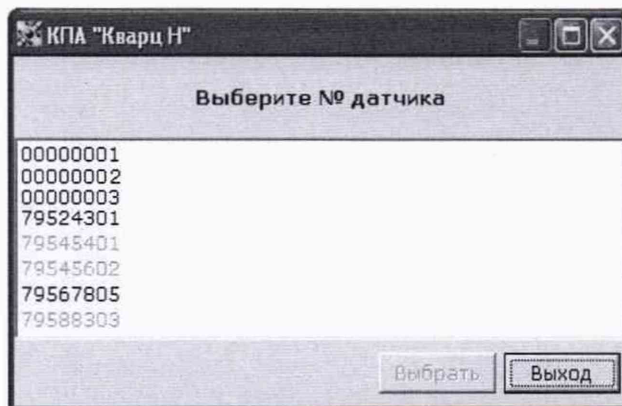 КПА "Кварц Н"
Выберите № датчика
00000001
00000002
00000003
79524301
79545401
79545602
79567805
79588303
Выбрать
Выход